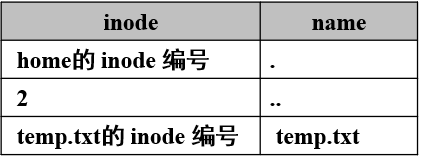 inode name
home的 inode 编号 .
2 ..
temp.txt的 inode 编号 temp.txt